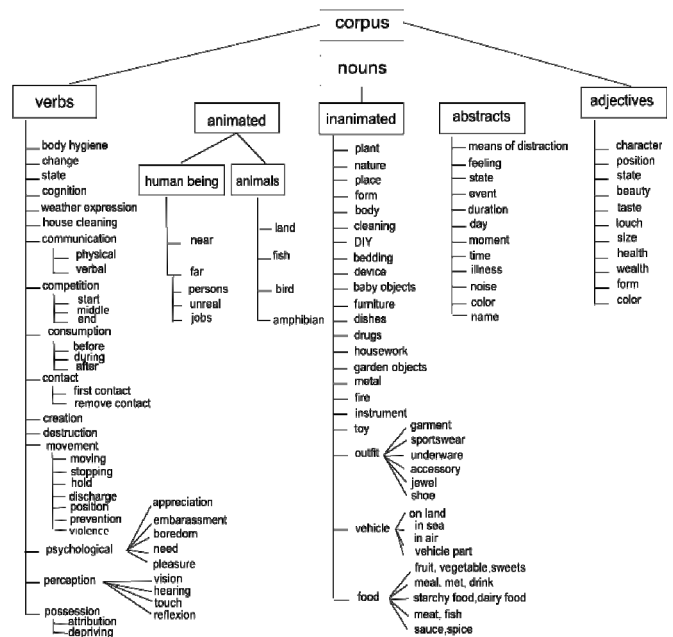 corpus
nouns
verbs
body hygiene
change
state
cognition
weather expression
house cleaning
communication
physical
verbal
competition
start
middle
end
consumption
before
during
after
contact
first contact
remove contact
creation
destruction
movement
moving
stopping
hold
discharge
position
prevention
violence
psychological
appreciation
embarassment
boredom
need
pleasure
perception
vision
hearing
touch
reflexion
possession
attribution
depriving
animated
human being
near
far
persons
unreal
jobs
animals
land
fish
bird
amphibian
inanimated
plant
nature
place
form
body
cleaning
DIY
bedding
device
baby objects
furniture
dishes
drugs
housework
garden objects
metal
fire
instrument
toy
outfit
garment
sportswear
underware
accessory
jewel
shoe
vehicle
on land
in sea
in air
vehicle part
food
fruit, vegetable,sweets
meal, met, drink
starchy food,dairy food
meat, fish
sauce,spice
abstracts
means of distraction
feeling
state
event
duration
day
moment
time
illness
noise
color
name
adjectives
character
position
state
beauty
taste
touch
size
health
wealth
form
color